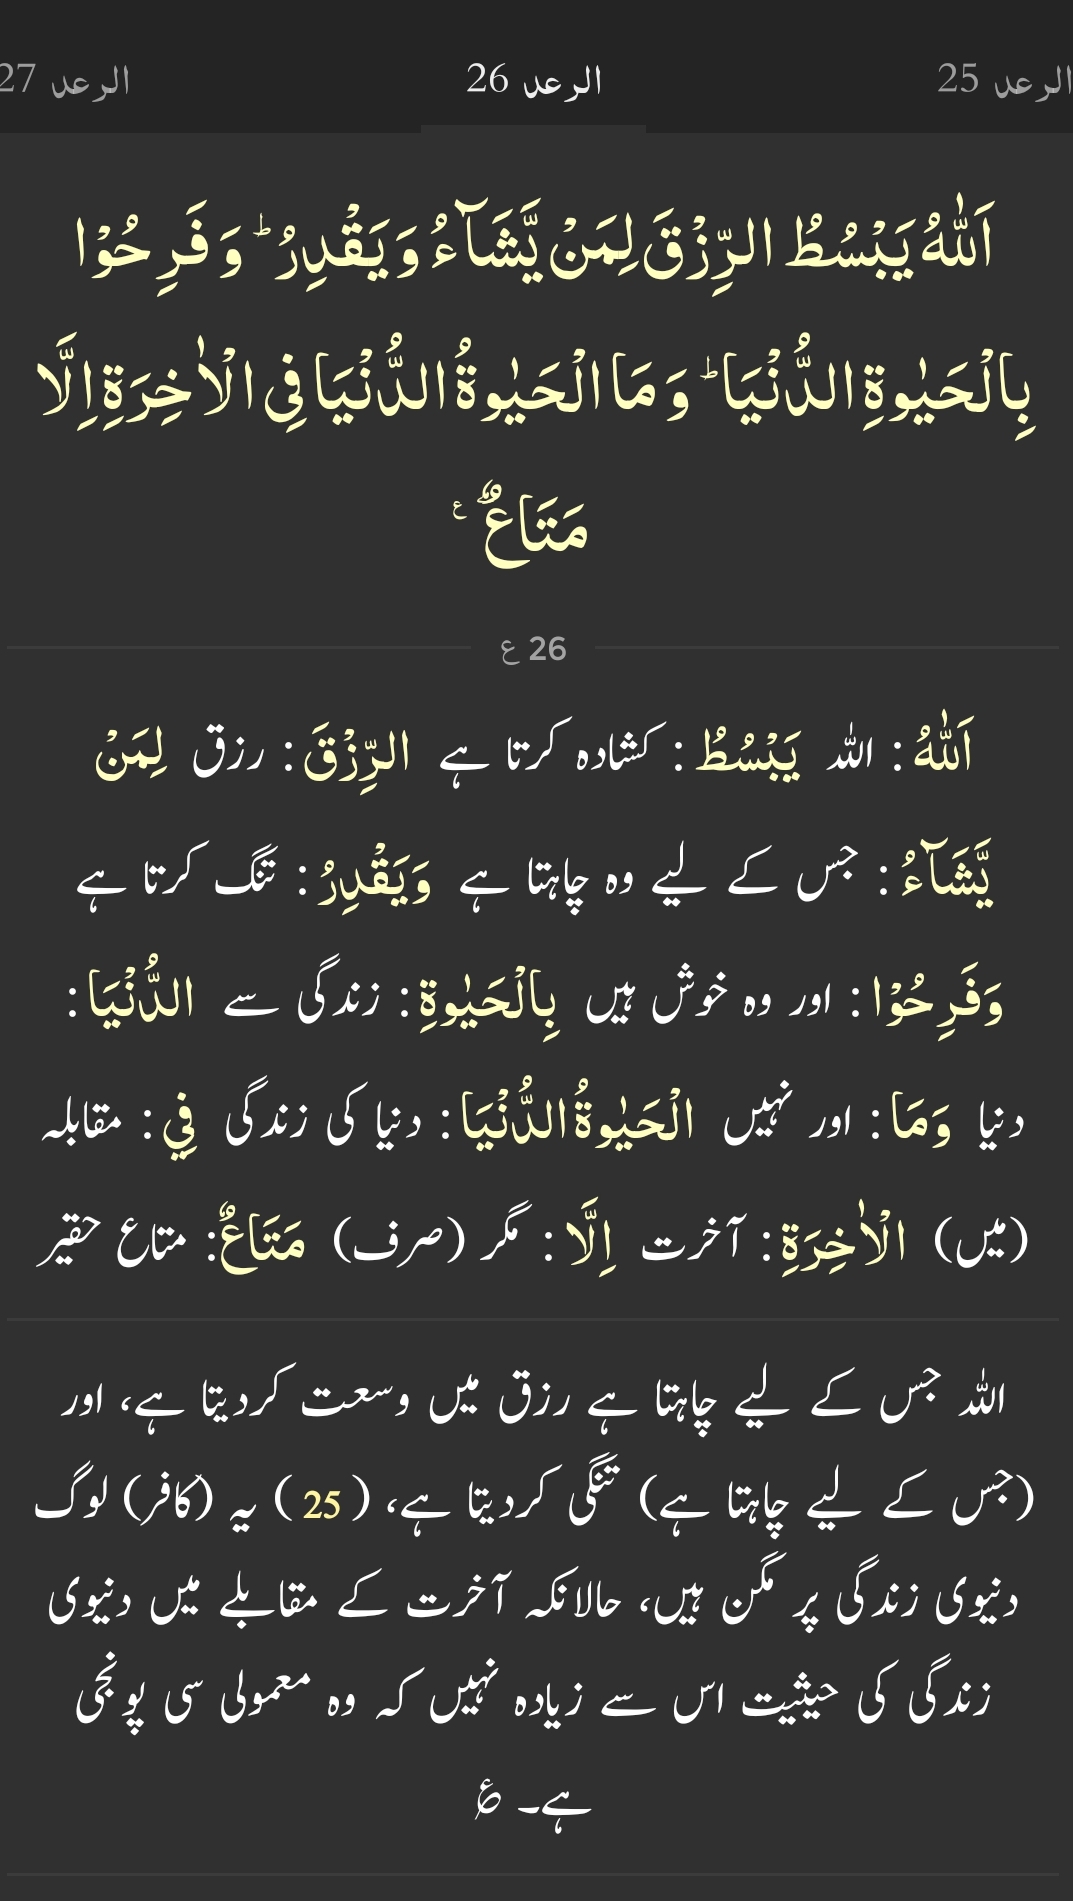 الرعد 25 الرعد 26 الرعد 27
اَللّٰهُ يَبْسُطُ الرِّزْقَ لِمَنْ يَّشَآءُ وَ يَقْدِرُ ؕ وَ فَرِحُوْا
بِالْحَيٰوةِ الدُّنْيَا ؕ وَ مَا الْحَيٰوةُ الدُّنْيَا فِي الْاٰخِرَةِ اِلَّا
مَتَاعٌ۠ ع
26 ع
اَللّٰهُ : اللہ يَبْسُطُ : کشادہ کرتا ہے الرِّزْقَ : رزق لِمَنْ
يَّشَآءُ : جس کے لیے وہ چاہتا ہے وَيَقْدِرُ : تنگ کرتا ہے
وَفَرِحُوْا : اور وہ خوش ہیں بِالْحَيٰوةِ : زندگی سے الدُّنْيَا :
دنیا وَمَا : اور نہیں الْحَيٰوةُ الدُّنْيَا : دنیا کی زندگی فِي : مقابلہ
(میں) الْاٰخِرَةِ : آخرت اِلَّا : مگر (صرف) مَتَاعٌ۠ : متاع حقیر
اللہ جس کے لیے چاہتا ہے رزق میں وسعت کردیتا ہے، اور
(جس کے لیے چاہتا ہے) تنگی کردیتا ہے، ( 25 ) یہ (کافر) لوگ
دنیوی زندگی پر مگن ہیں، حالانکہ آخرت کے مقابلے میں دنیوی
زندگی کی حیثیت اس سے زیادہ نہیں کہ وہ معمولی سی پونجی
ہے۔ ؏